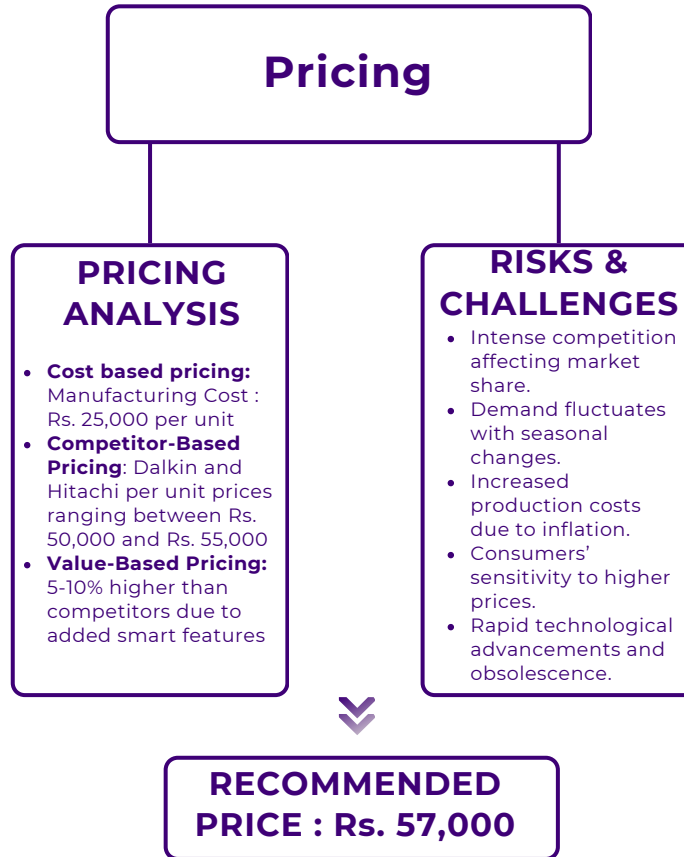 Pricing
PRICING
ANALYSIS
• Cost based pricing:
Manufacturing Cost :
Rs. 25,000 per unit
• Competitor-Based
Pricing: Dalkin and
Hitachi per unit prices
ranging between Rs.
50,000 and Rs. 55,000
• Value-Based Pricing:
5-10% higher than
competitors due to
added smart features
RISKS &
CHALLENGES
• Intense competition
affecting market
share.
• Demand fluctuates
with seasonal
changes.
• Increased
production costs
due to inflation.
• Consumers’
sensitivity to higher
prices.
• Rapid technological
advancements and
obsolescence.
RECOMMENDED
PRICE : Rs. 57,000